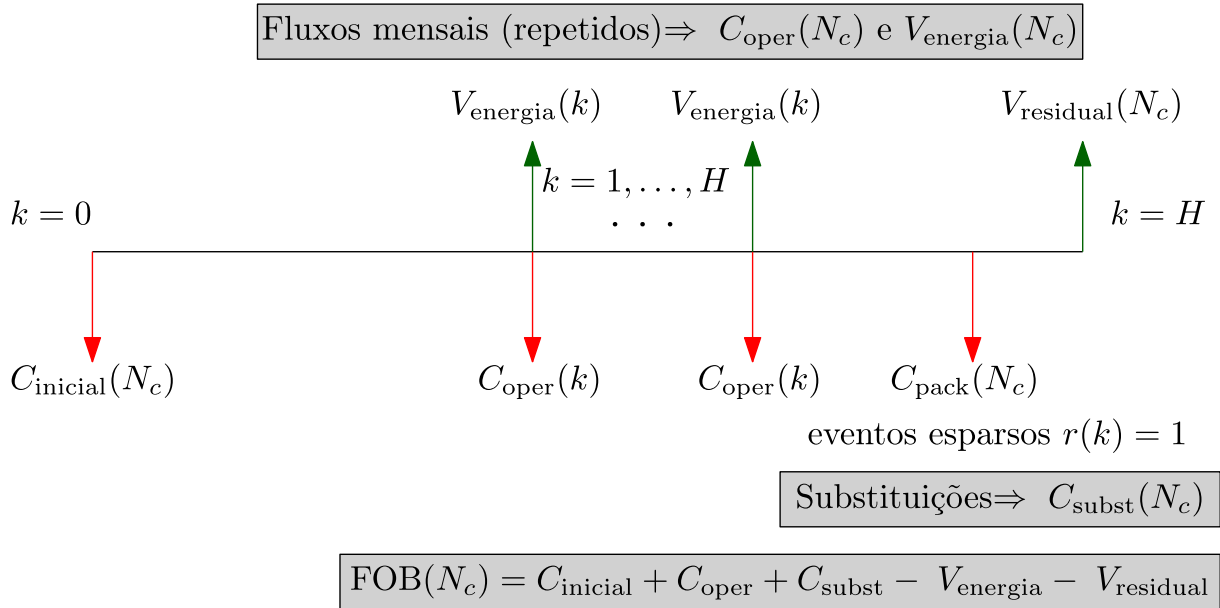 Fluxos mensais (repetidos)⇒ C_oper(N_c) e V_energia(N_c)
V_energia(k) V_energia(k) V_residual(N_c)
k = 1, . . . , H
k = 0 . . . k = H
C_inicial(N_c) C_oper(k) C_oper(k) C_pack(N_c)
eventos esparsos r(k) = 1
Substituições⇒ C_subst(N_c)
FOB(N_c) = C_inicial + C_oper + C_subst − V_energia − V_residual